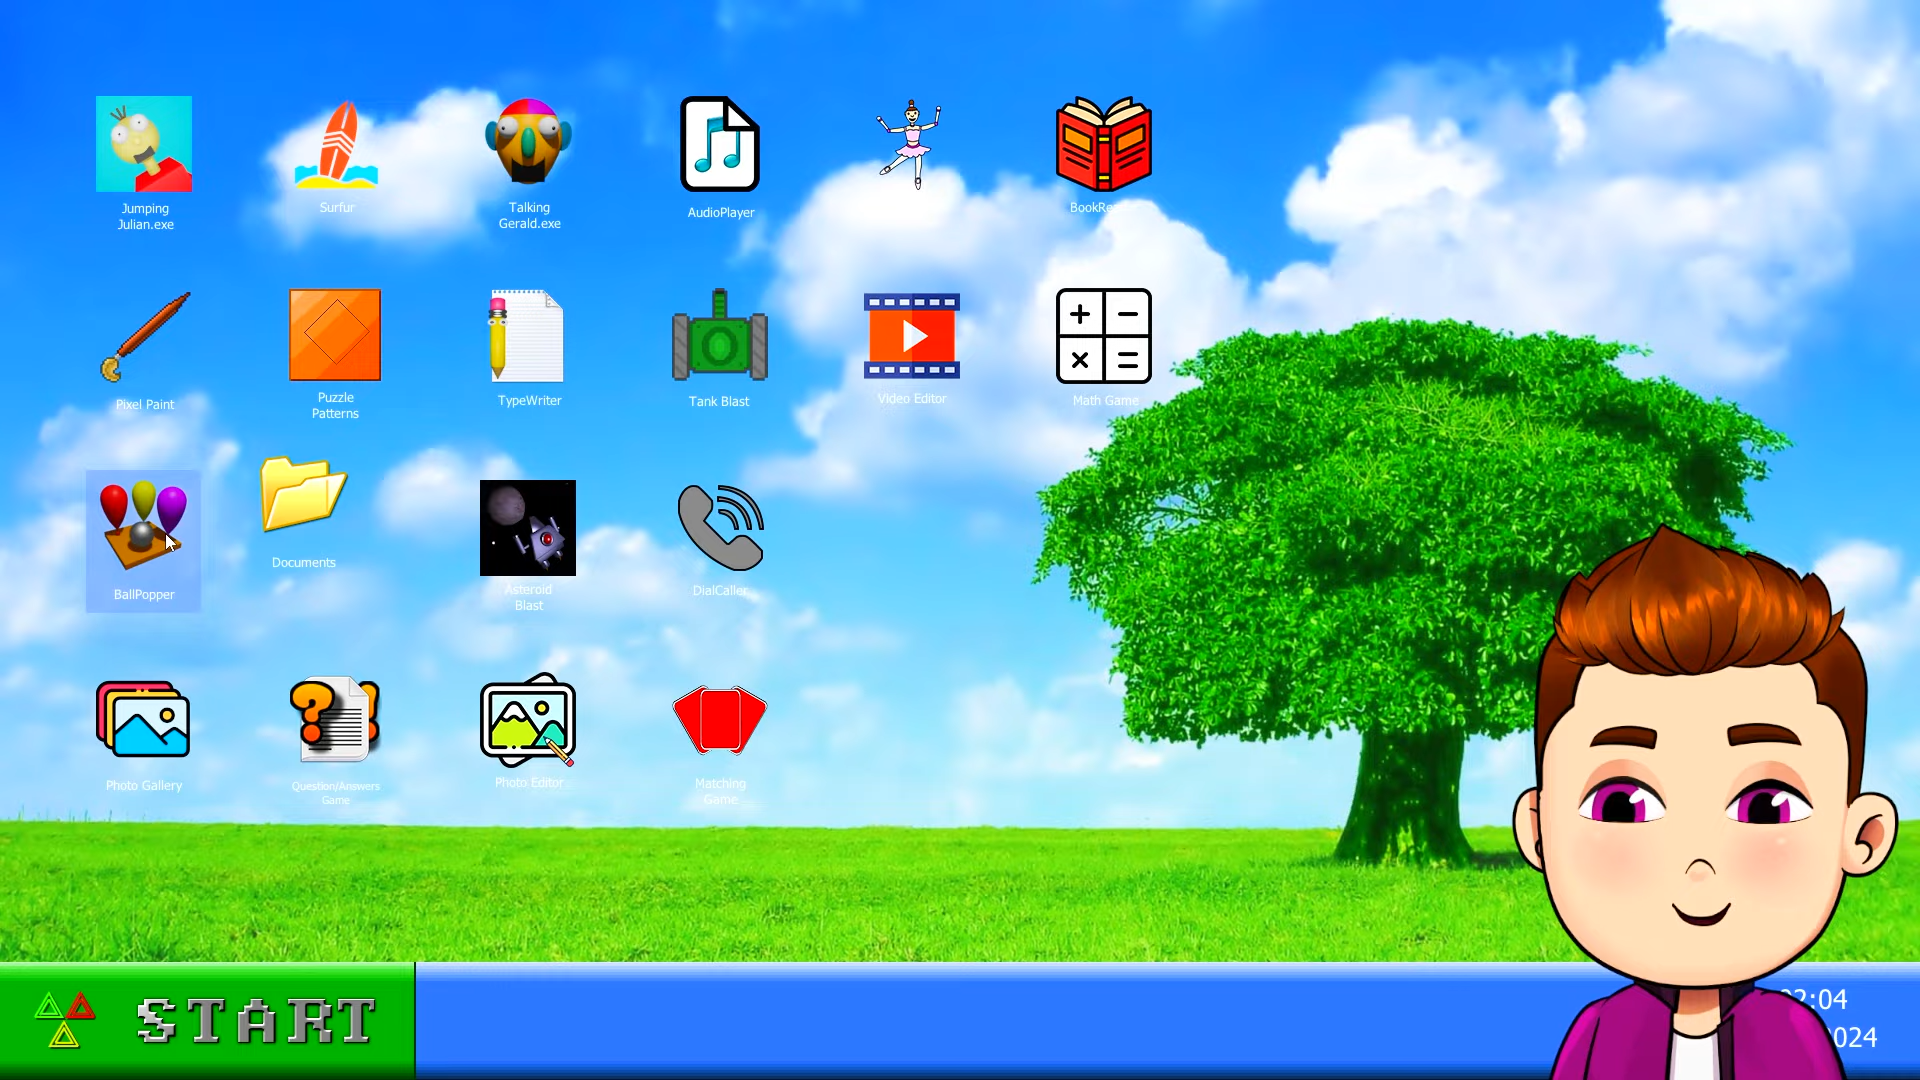 Jumping
Julian.exe
Surfur
Talking
Gerald.exe
AudioPlayer
Pixel Paint
Puzzle
Patterns
TypeWriter
Tank Blast
Video Editor
Math Game
BallPopper
Documents
Asteroid
Blast
DialCaller
Photo Gallery
Question/Answers
Game
Photo Editor
Matching
Game
START